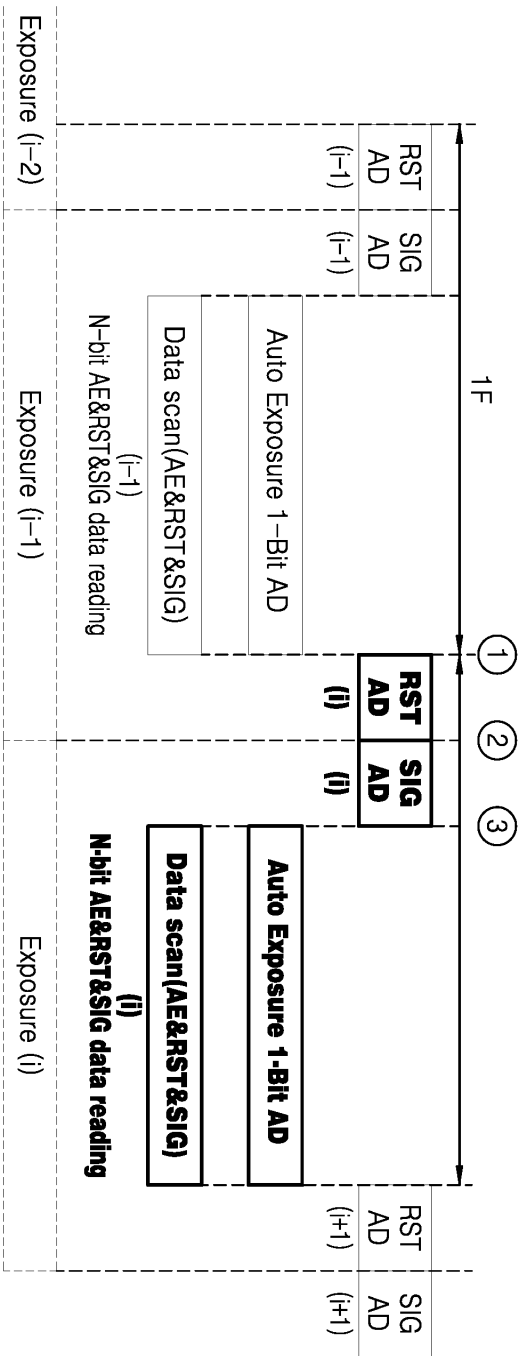 1F
①
②
③
RST
AD
(i-1)
SIG
AD
(i-1)
RST
AD
(i)
SIG
AD
(i)
RST
AD
(i+1)
SIG
AD
(i+1)
Auto Exposure 1-Bit AD
Auto Exposure 1-Bit AD
Data scan(AE&RST&SIG)
(i-1)
N-bit AE&RST&SIG data reading
Data scan(AE&RST&SIG)
(i)
N-bit AE&RST&SIG data reading
Exposure (i-2)
Exposure (i-1)
Exposure (i)